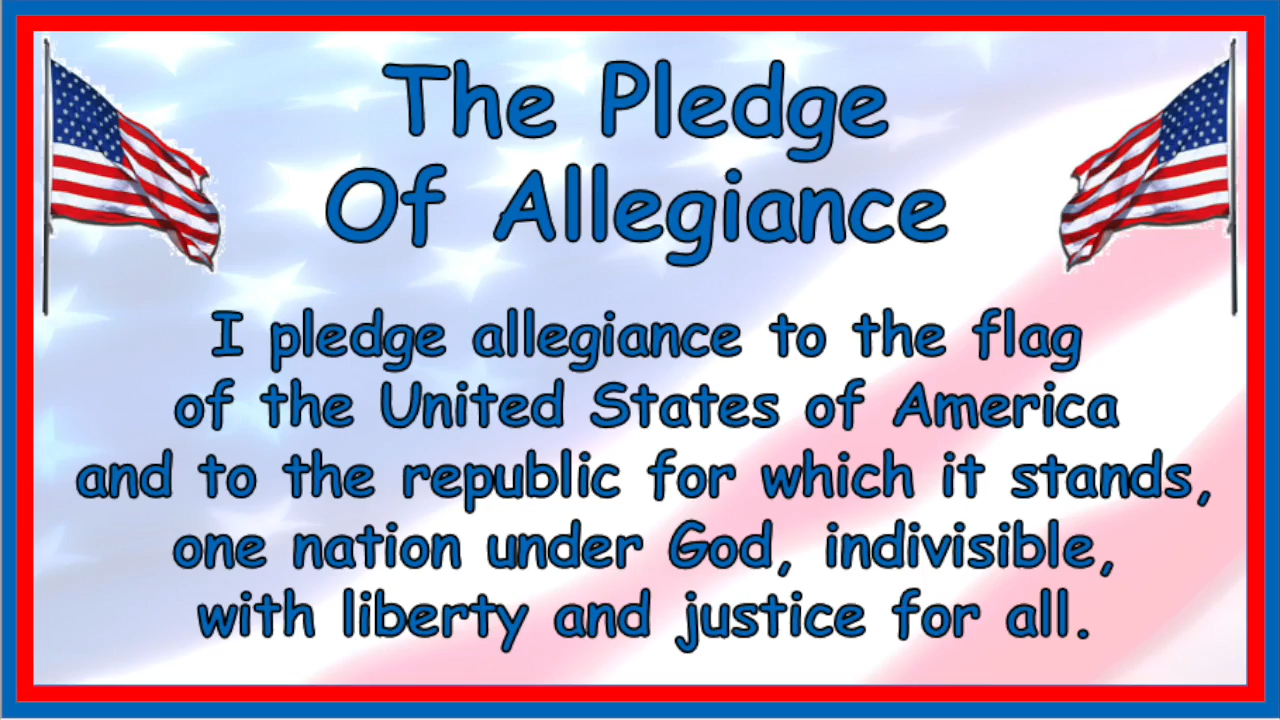 The Pledge
Of Allegiance
I pledge allegiance to the flag
of the United States of America
and to the republic for which it stands,
one nation under God, indivisible,
with liberty and justice for all.